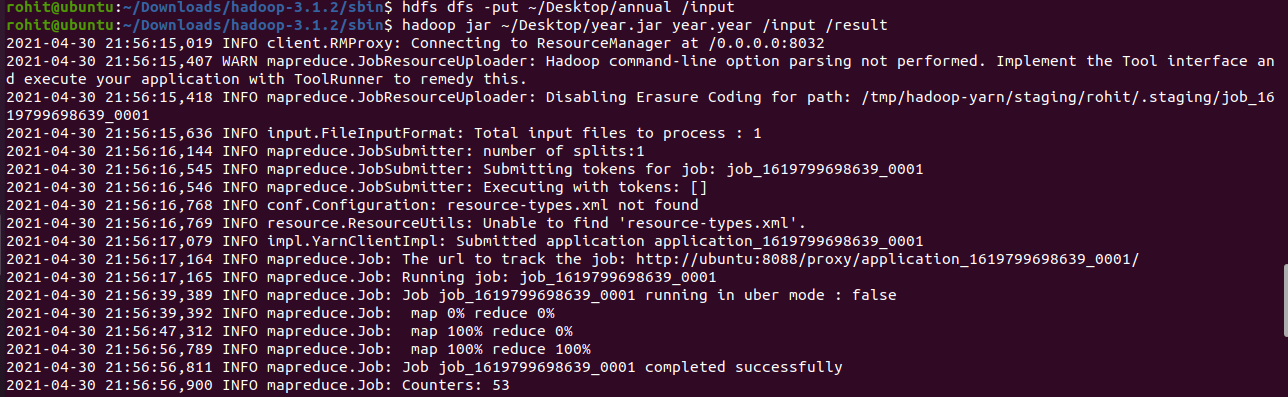 rohit@ubuntu:~/Downloads/hadoop-3.1.2/sbin$ hdfs dfs -put ~/Desktop/annual /input
rohit@ubuntu:~/Downloads/hadoop-3.1.2/sbin$ hadoop jar ~/Desktop/year.jar year.year /input /result
2021-04-30 21:56:15,019 INFO client.RMProxy: Connecting to ResourceManager at /0.0.0.0:8032
2021-04-30 21:56:15,407 WARN mapreduce.JobResourceUploader: Hadoop command-line option parsing not performed. Implement the Tool interface an
d execute your application with ToolRunner to remedy this.
2021-04-30 21:56:15,418 INFO mapreduce.JobResourceUploader: Disabling Erasure Coding for path: /tmp/hadoop-yarn/staging/rohit/.staging/job_16
19799698639_0001
2021-04-30 21:56:15,636 INFO input.FileInputFormat: Total input files to process : 1
2021-04-30 21:56:16,144 INFO mapreduce.JobSubmitter: number of splits:1
2021-04-30 21:56:16,545 INFO mapreduce.JobSubmitter: Submitting tokens for job: job_1619799698639_0001
2021-04-30 21:56:16,546 INFO mapreduce.JobSubmitter: Executing with tokens: []
2021-04-30 21:56:16,768 INFO conf.Configuration: resource-types.xml not found
2021-04-30 21:56:16,769 INFO resource.ResourceUtils: Unable to find 'resource-types.xml'.
2021-04-30 21:56:17,079 INFO impl.YarnClientImpl: Submitted application application_1619799698639_0001
2021-04-30 21:56:17,164 INFO mapreduce.Job: The url to track the job: http://ubuntu:8088/proxy/application_1619799698639_0001/
2021-04-30 21:56:17,165 INFO mapreduce.Job: Running job: job_1619799698639_0001
2021-04-30 21:56:39,389 INFO mapreduce.Job: Job job_1619799698639_0001 running in uber mode : false
2021-04-30 21:56:39,392 INFO mapreduce.Job:  map 0% reduce 0%
2021-04-30 21:56:47,312 INFO mapreduce.Job:  map 100% reduce 0%
2021-04-30 21:56:56,789 INFO mapreduce.Job:  map 100% reduce 100%
2021-04-30 21:56:56,811 INFO mapreduce.Job: Job job_1619799698639_0001 completed successfully
2021-04-30 21:56:56,900 INFO mapreduce.Job: Counters: 53